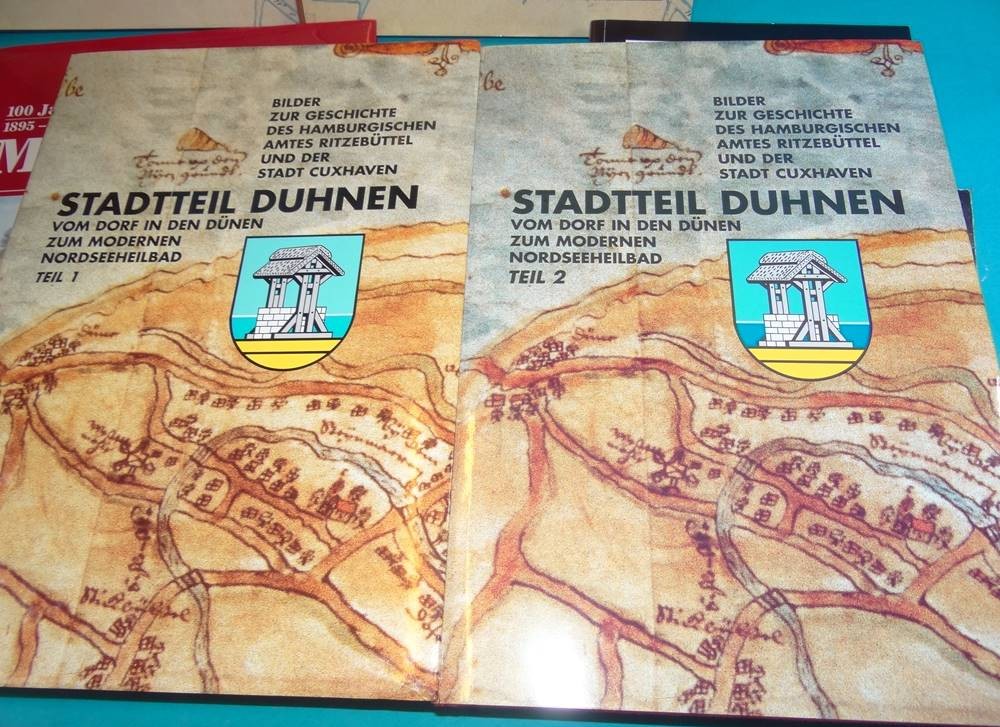 100 Ja
1895 –
M
be
BILDER
ZUR GESCHICHTE
DES HAMBURGISCHEN
AMTES RITZEBÜTTEL
UND DER
STADT CUXHAVEN
STADTTEIL DUHNEN
VOM DORF IN DEN DÜNEN
ZUM MODERNEN
NORDSEEHEILBAD
TEIL 1
be
BILDER
ZUR GESCHICHTE
DES HAMBURGISCHEN
AMTES RITZEBÜTTEL
UND DER
STADT CUXHAVEN
STADTTEIL DUHNEN
VOM DORF IN DEN DÜNEN
ZUM MODERNEN
NORDSEEHEILBAD
TEIL 2